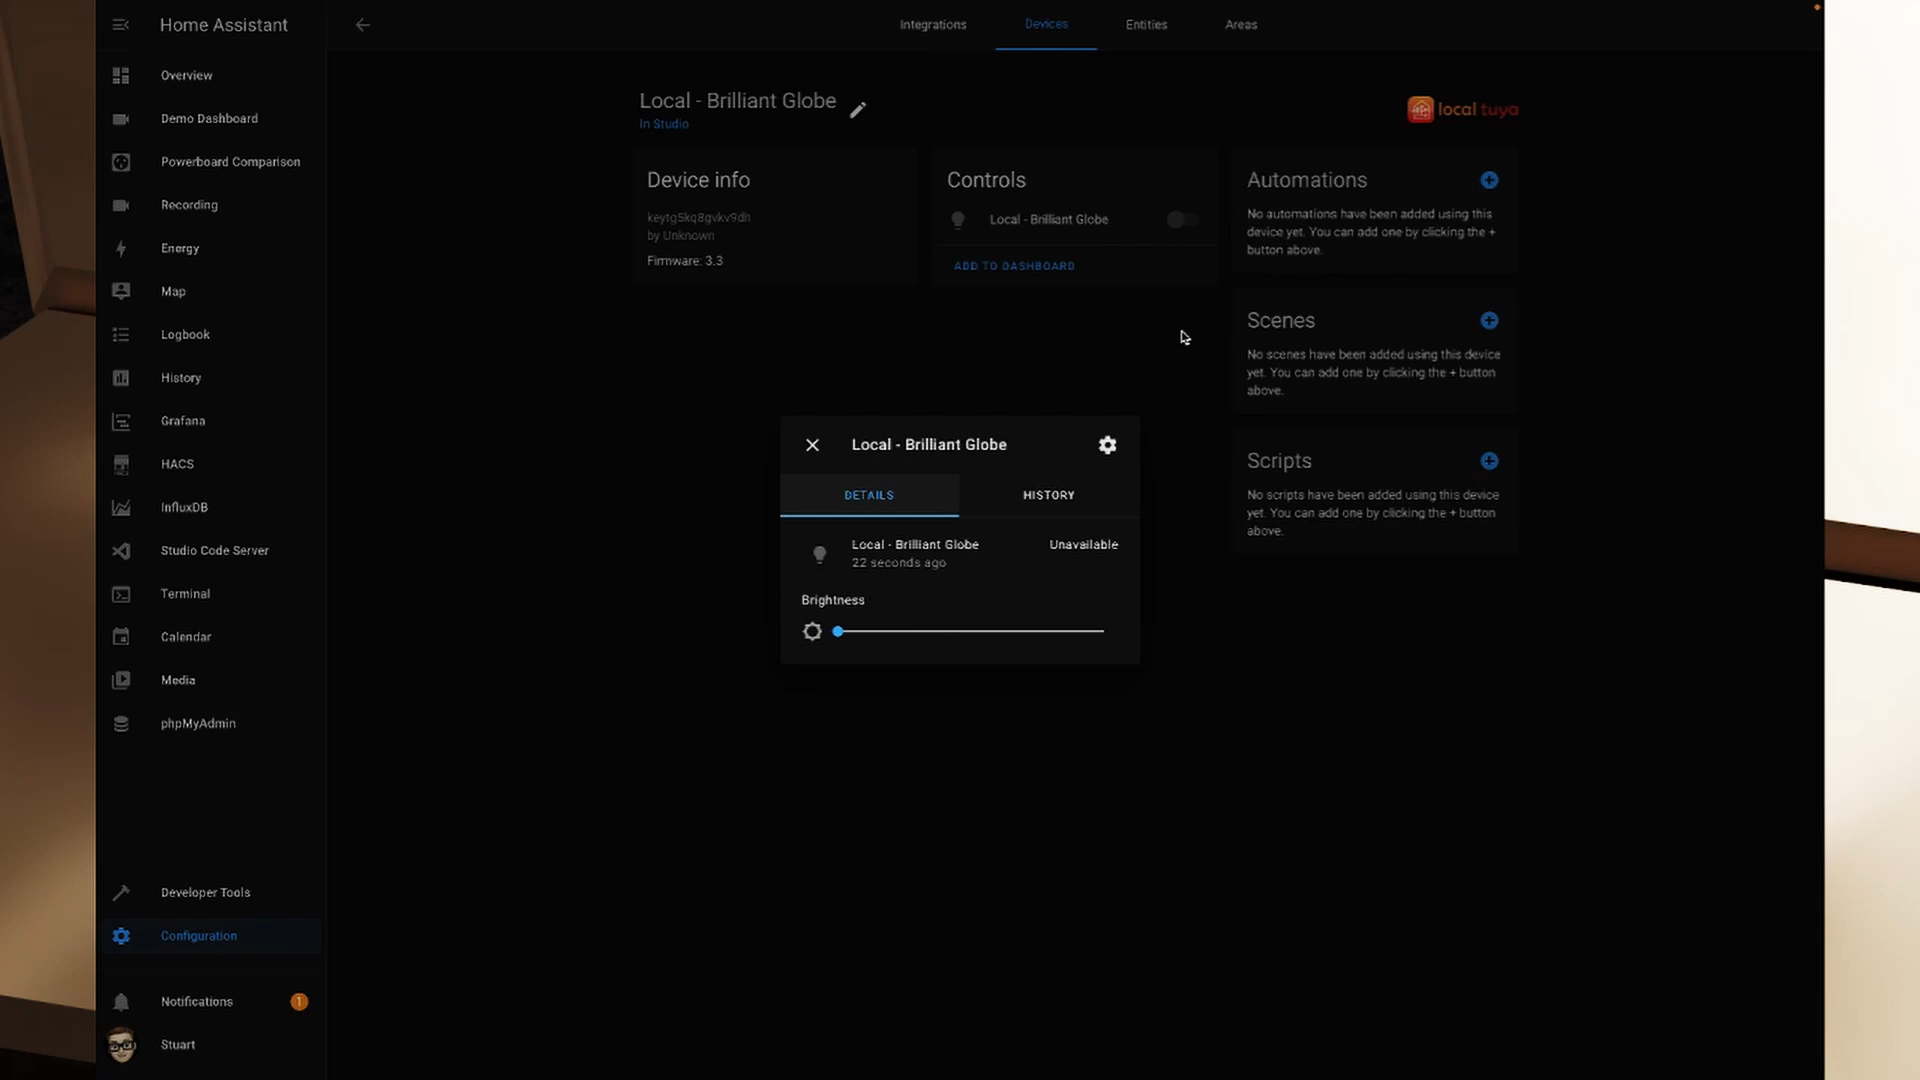 Home Assistant
Overview
Demo Dashboard
Powerboard Comparison
Recording
Energy
Map
Logbook
History
Grafana
HACS
InfluxDB
Studio Code Server
Terminal
Calendar
Media
phpMyAdmin
Developer Tools
Configuration
Notifications
1
Stuart
Integrations
Devices
Entities
Areas
Local - Brilliant Globe
In Studio
local tuya
Device info
keytg5kq8gvkv9dh
by Unknown
Firmware: 3.3
Controls
Local - Brilliant Globe
ADD TO DASHBOARD
Automations
No automations have been added using this
device yet. You can add one by clicking the +
button above.
Scenes
No scenes have been added using this device
yet. You can add one by clicking the + button
above.
Scripts
No scripts have been added using this device
yet. You can add one by clicking the + button
above.
Local - Brilliant Globe
DETAILS
HISTORY
Local - Brilliant Globe
Unavailable
22 seconds ago
Brightness